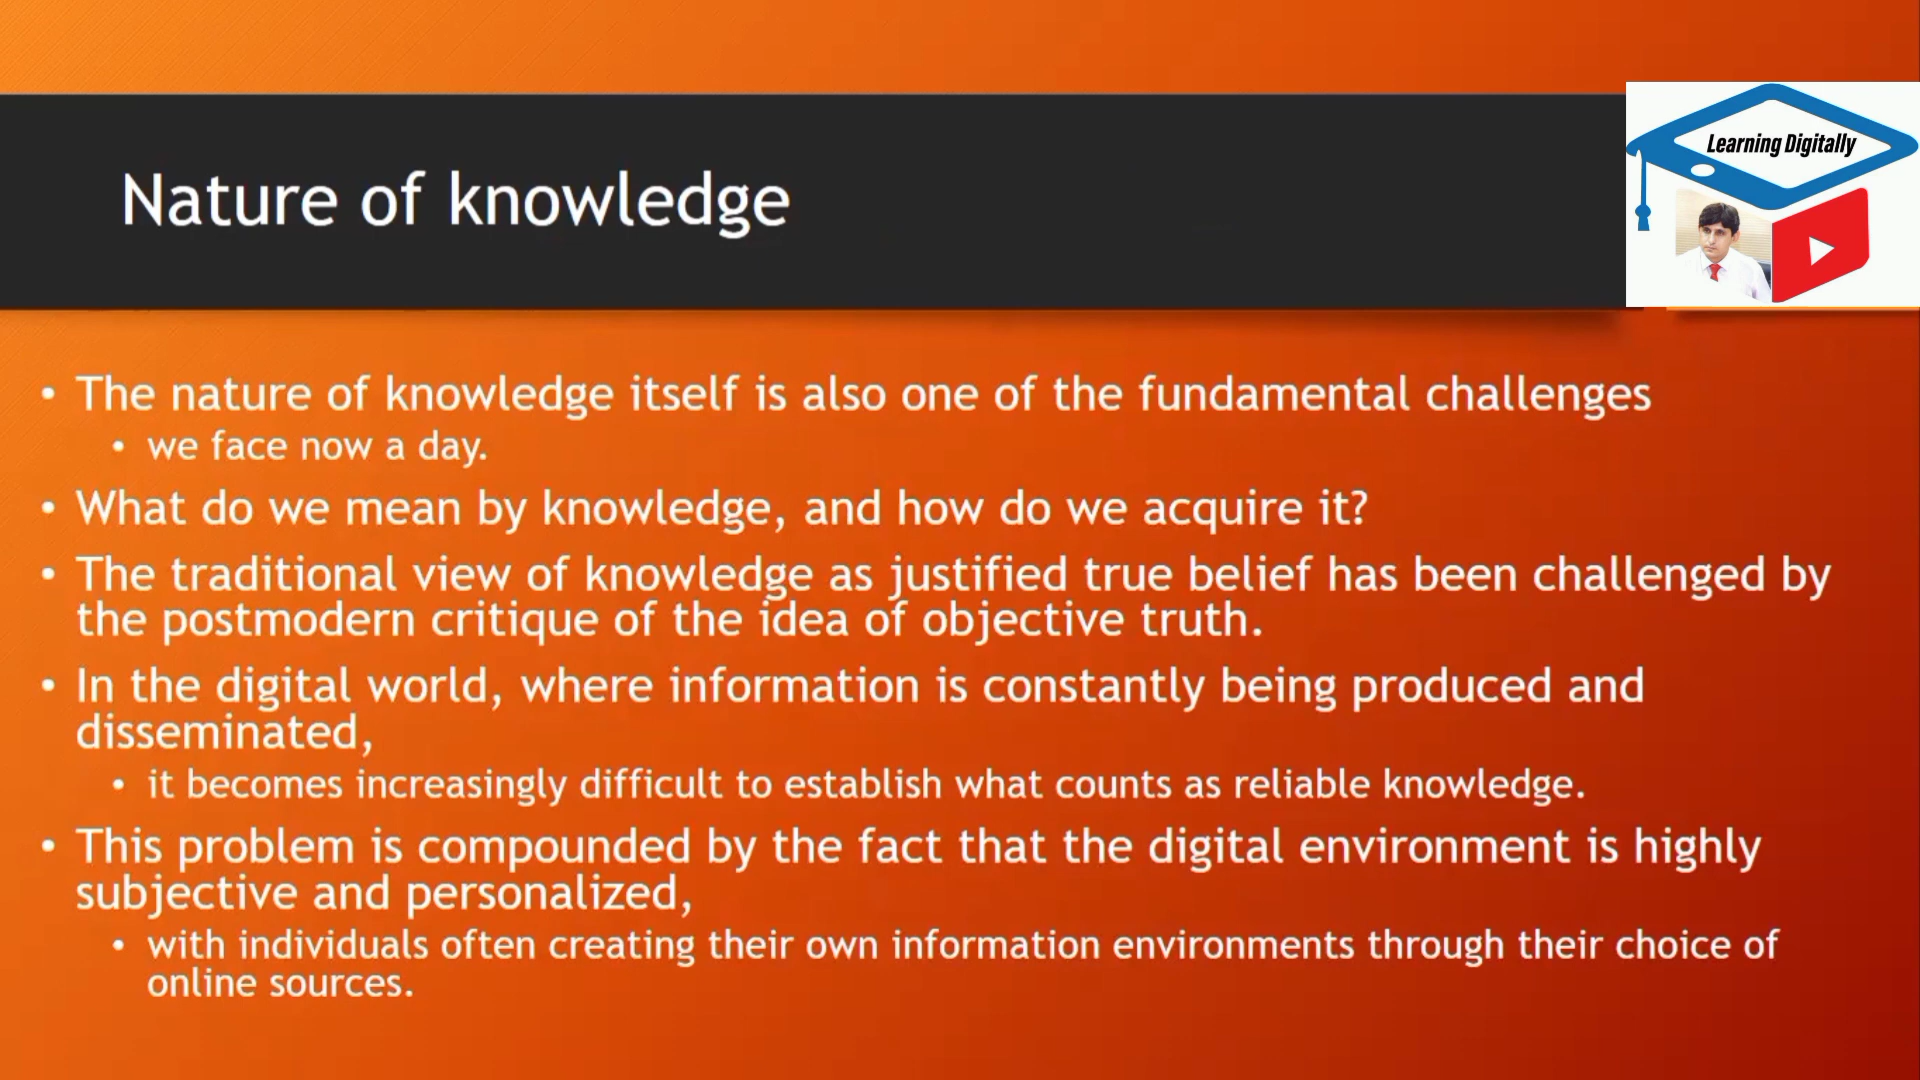 Learning Digitally
Nature of knowledge
• The nature of knowledge itself is also one of the fundamental challenges
• we face now a day.
• What do we mean by knowledge, and how do we acquire it?
• The traditional view of knowledge as justified true belief has been challenged by
the postmodern critique of the idea of objective truth.
• In the digital world, where information is constantly being produced and
disseminated,
• it becomes increasingly difficult to establish what counts as reliable knowledge.
• This problem is compounded by the fact that the digital environment is highly
subjective and personalized,
• with individuals often creating their own information environments through their choice of
online sources.